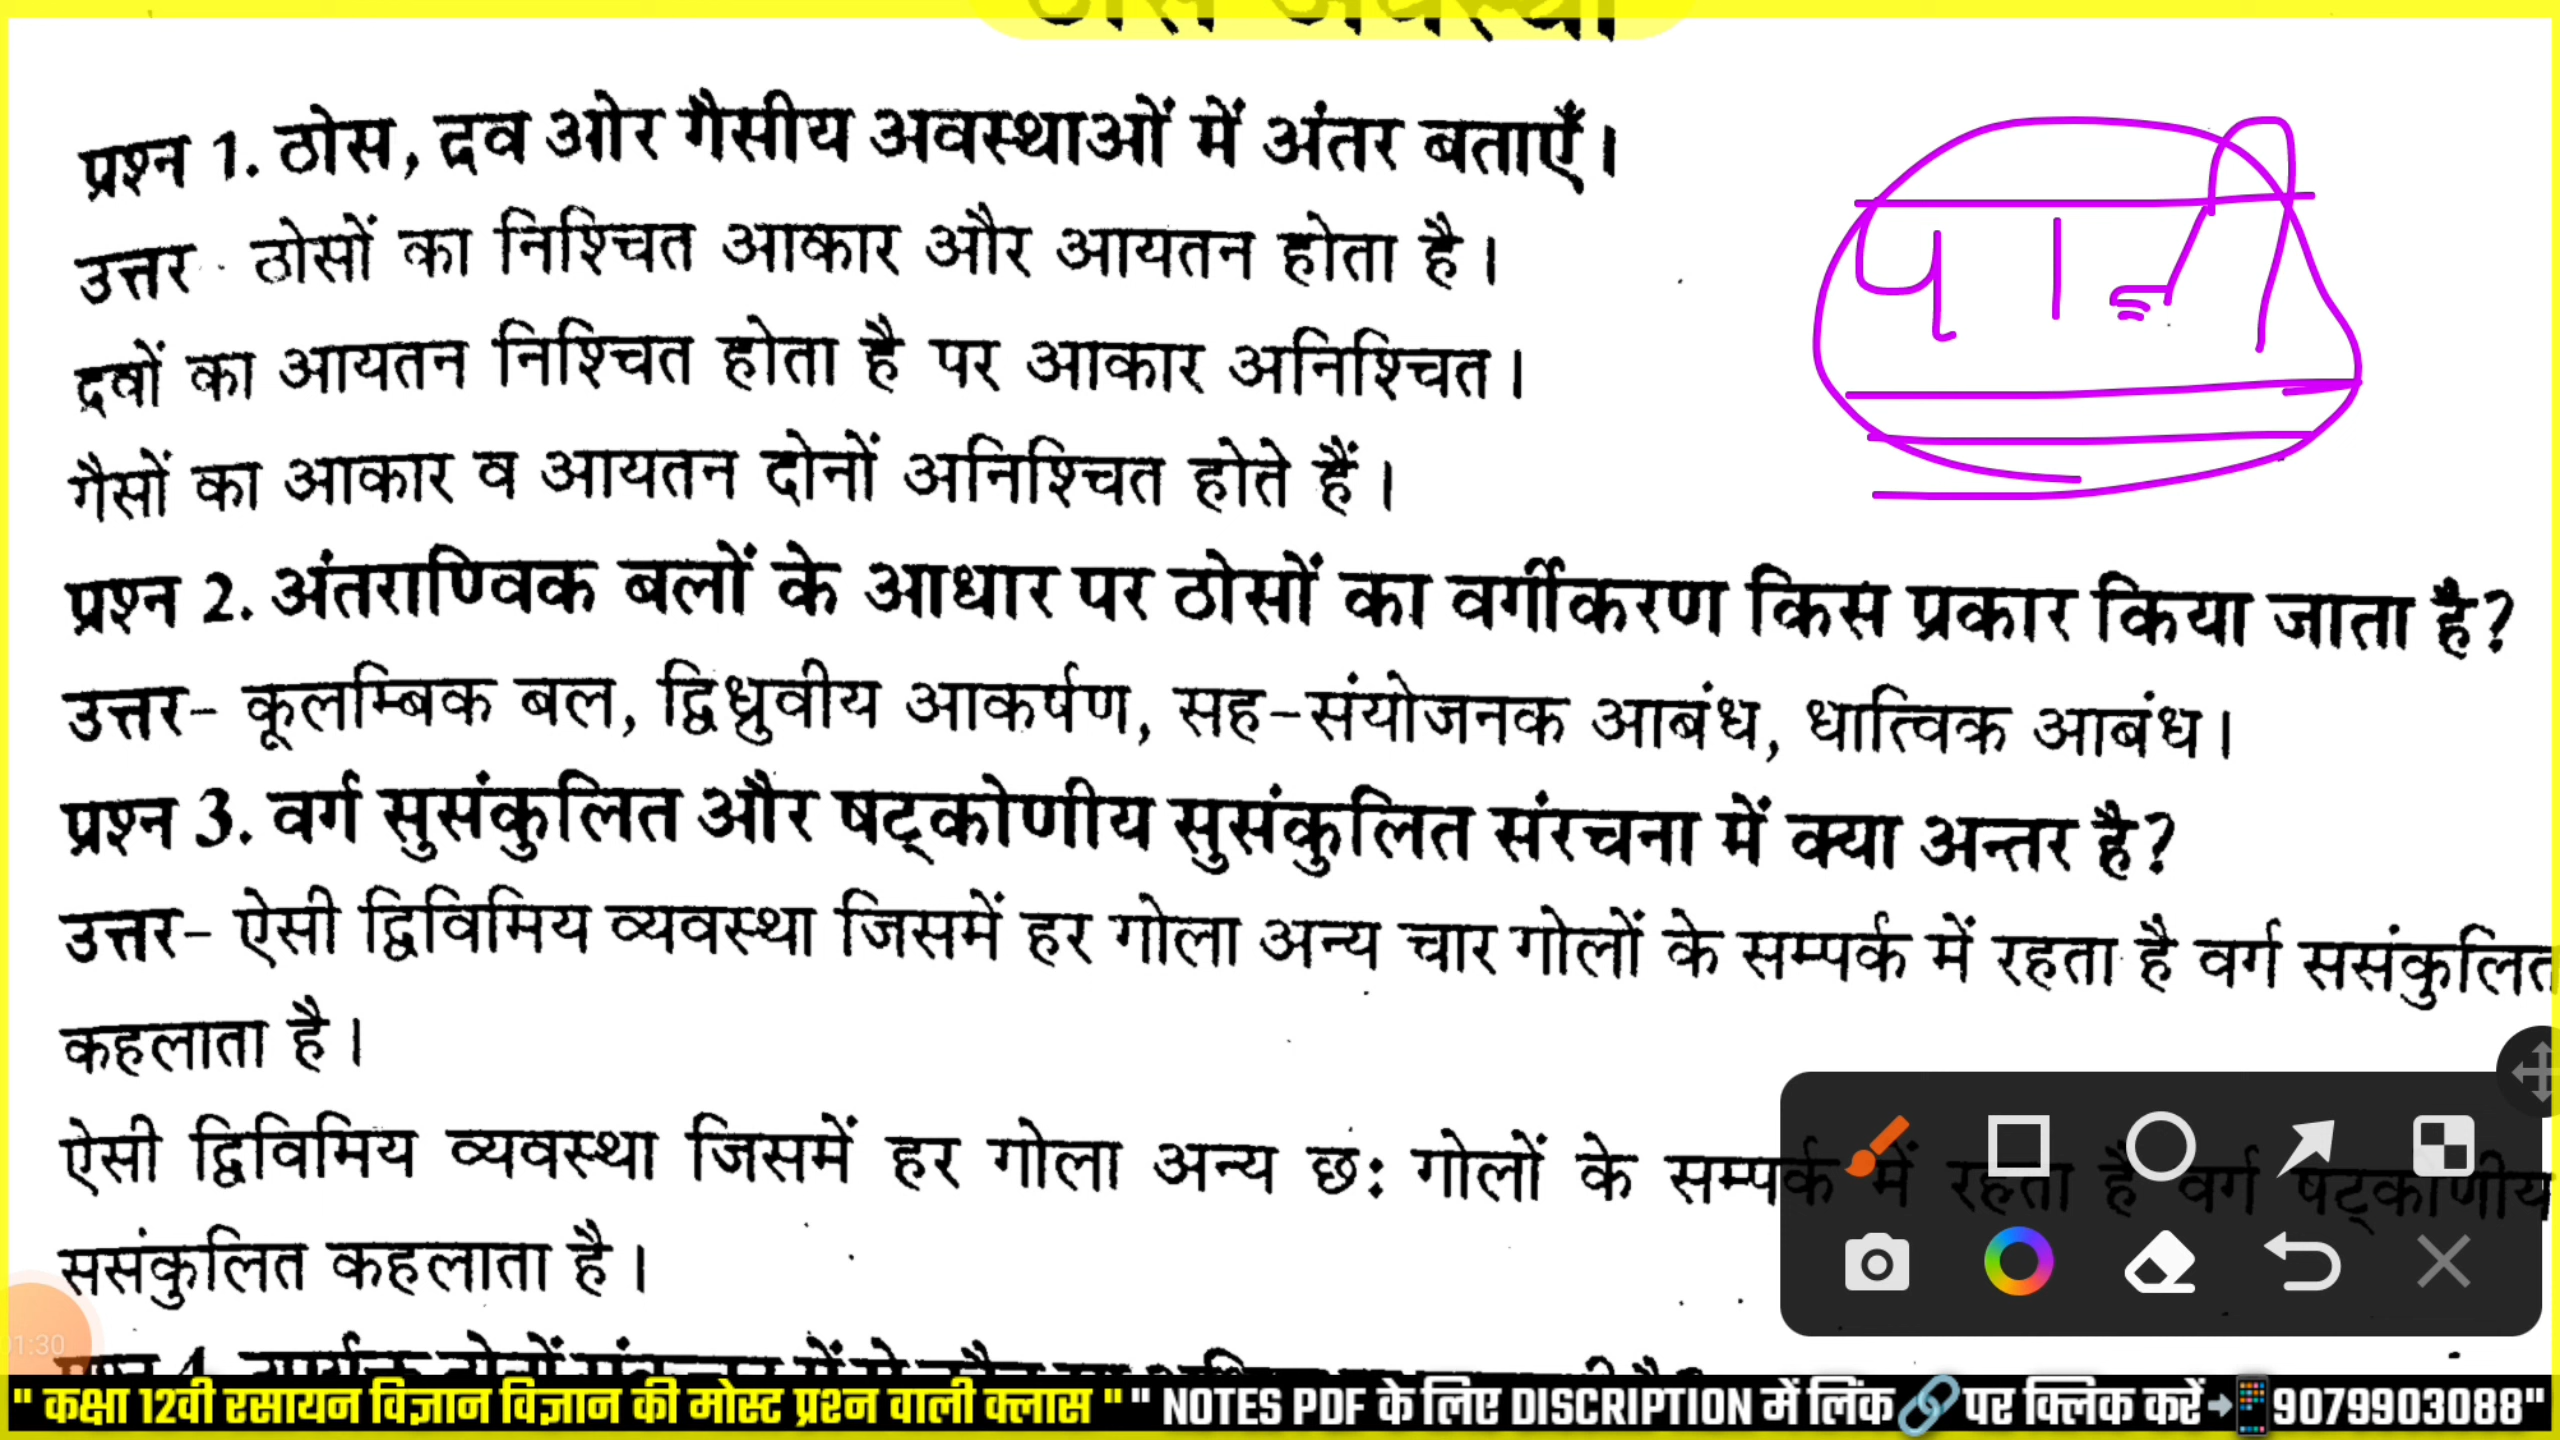 ठोस अवस्था
प्रश्न 1. ठोस, द्रव ओर गैसीय अवस्थाओं में अंतर बताएँ।
उत्तर - ठोसों का निश्चित आकार और आयतन होता है।
द्रवों का आयतन निश्चित होता है पर आकार अनिश्चित।
गैसों का आकार व आयतन दोनों अनिश्चित होते हैं।
पानी
प्रश्न 2. अंतराण्विक बलों के आधार पर ठोसों का वर्गीकरण किस प्रकार किया जाता है?
उत्तर- कूलम्बिक बल, द्विध्रुवीय आकर्षण, सह-संयोजनक आबंध, धात्विक आबंध।
प्रश्न 3. वर्ग सुसंकुलित और षट्कोणीय सुसंकुलित संरचना में क्या अन्तर है?
उत्तर- ऐसी द्विविमिय व्यवस्था जिसमें हर गोला अन्य चार गोलों के सम्पर्क में रहता है वर्ग ससंकुलित
कहलाता है।
ऐसी द्विविमिय व्यवस्था जिसमें हर गोला अन्य छः गोलों के सम्पर्क में रहता है वर्ग षट्कोणीय
ससंकुलित कहलाता है।
01:30
" कक्षा 12वी रसायन विज्ञान विज्ञान की मोस्ट प्रश्न वाली क्लास " " NOTES PDF के लिए DISCRIPTION में लिंक पर क्लिक करें 9079903088"